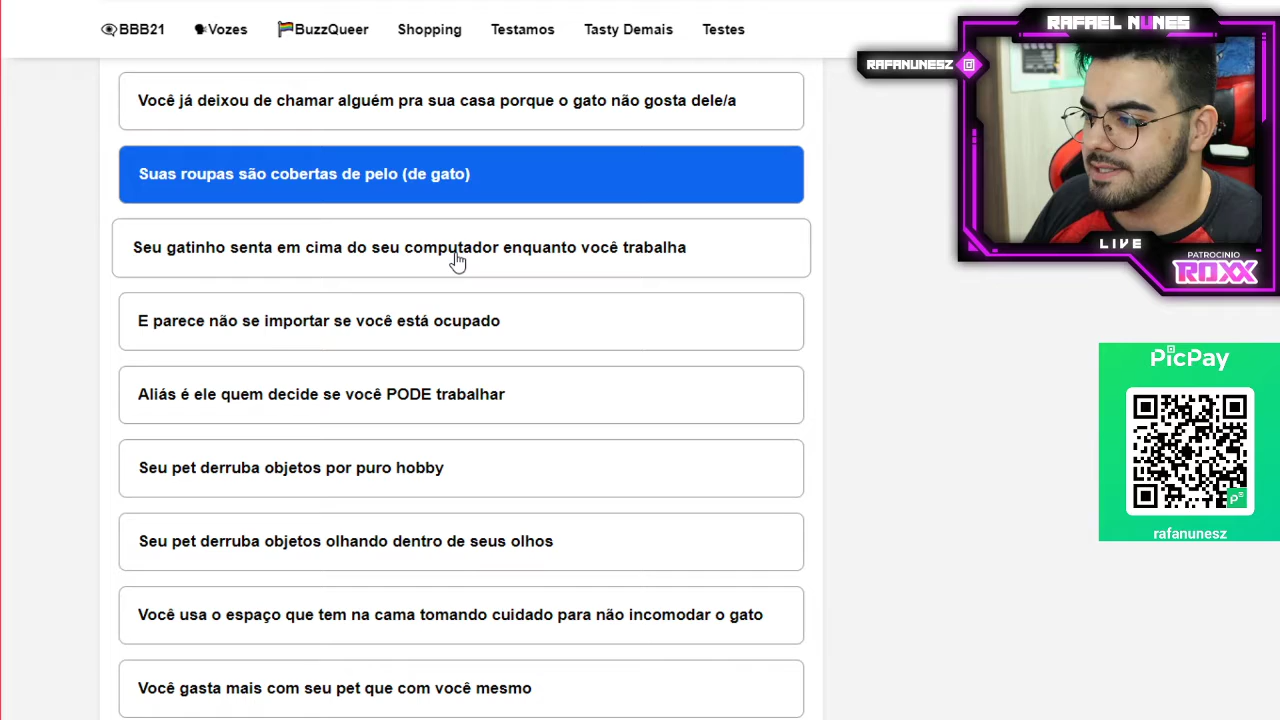 BBB21
Vozes
BuzzQueer
Shopping
Testamos
Tasty Demais
Testes
Você já deixou de chamar alguém pra sua casa porque o gato não gosta dele/a
Suas roupas são cobertas de pelo (de gato)
Seu gatinho senta em cima do seu computador enquanto você trabalha
E parece não se importar se você está ocupado
Aliás é ele quem decide se você PODE trabalhar
Seu pet derruba objetos por puro hobby
Seu pet derruba objetos olhando dentro de seus olhos
Você usa o espaço que tem na cama tomando cuidado para não incomodar o gato
Você gasta mais com seu pet que com você mesmo
RAFAEL NUNES
RAFANUNESZ
LIVE
PATROCINIO
ROXX
PicPay
rafanunesz